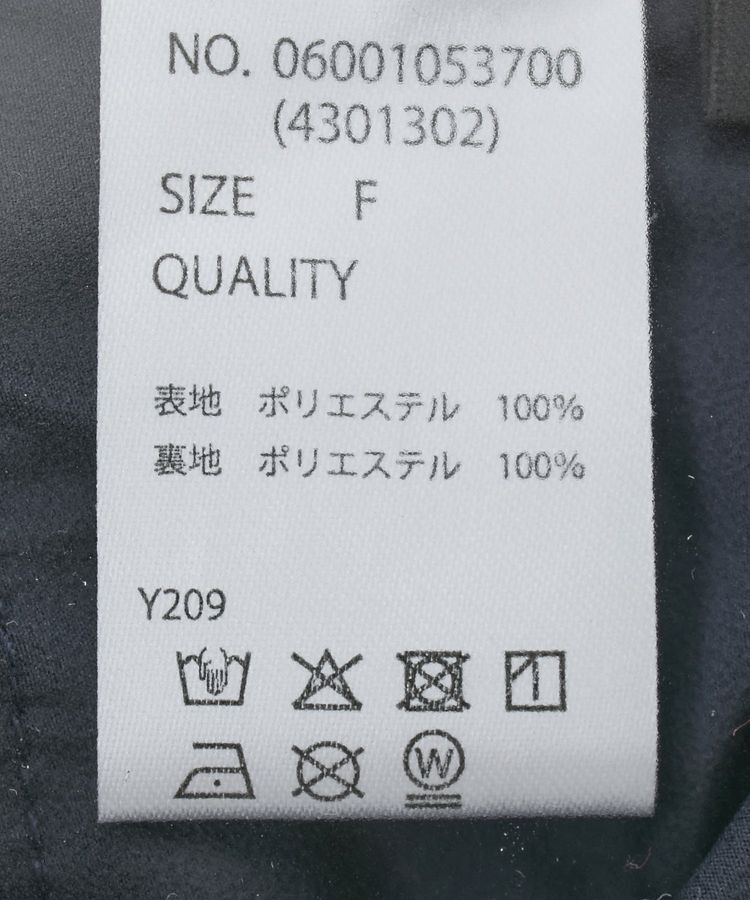 NO. 06001053700
(4301302)
SIZE F
QUALITY
表地 ポリエステル 100%
裏地 ポリエステル 100%
Y209
W